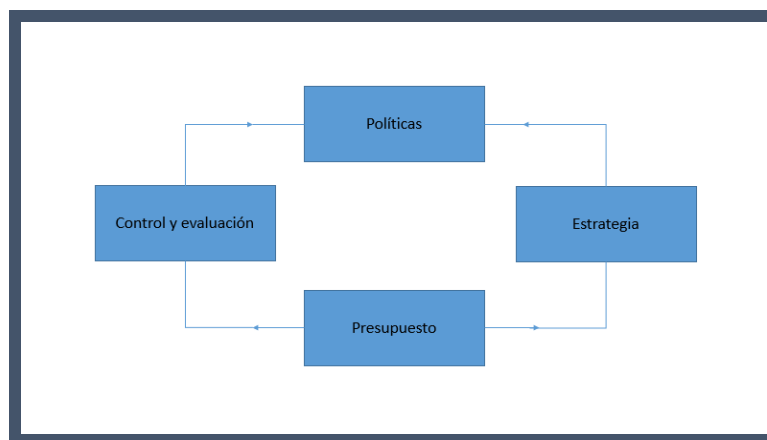 Políticas
Control y evaluación
Estrategia
Presupuesto